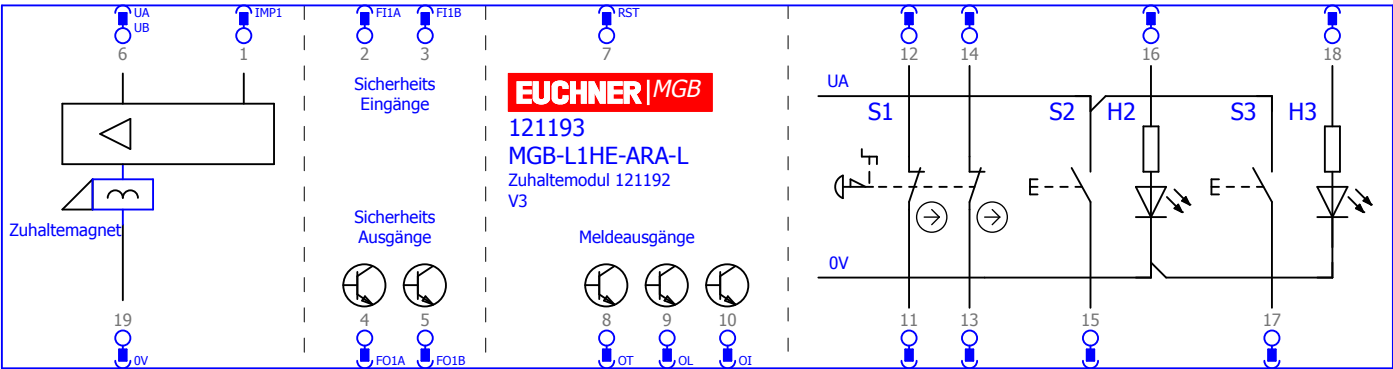 UA
UB
IMP1
FI1A
FI1B
RST
6
1
2
3
7
12
14
16
18
Sicherheits
Eingänge
EUCHNER|MGB
121193
MGB-L1HE-ARA-L
Zuhaltemodul 121192
V3
UA
S1
S2
H2
S3
H3
Zuhaltemagnet
Sicherheits
Ausgänge
Meldeausgänge
0V
19
4
5
8
9
10
11
13
15
17
0V
FO1A
FO1B
OT
OL
OI